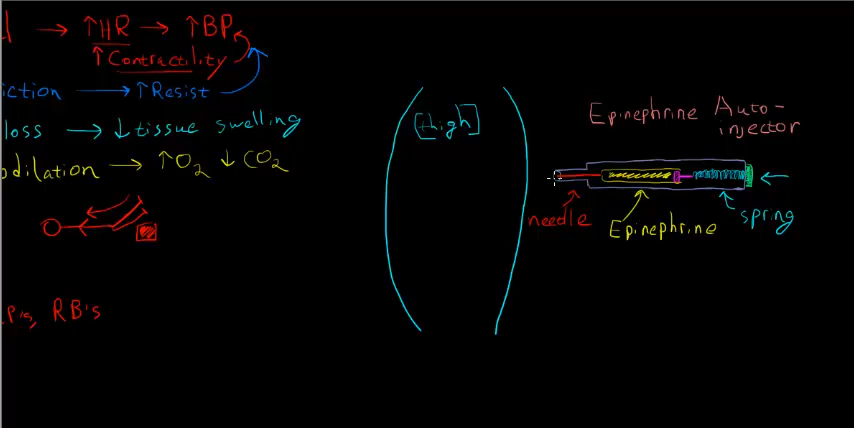 → ↑HR → ↑BP
↑Contractility
iction → ↑Resist
loss → ↓ tissue swelling
odilation → ↑O₂ ↓CO₂
RB's
[thigh]
Epinephrine Auto-
injector
needle
Epinephrine
spring